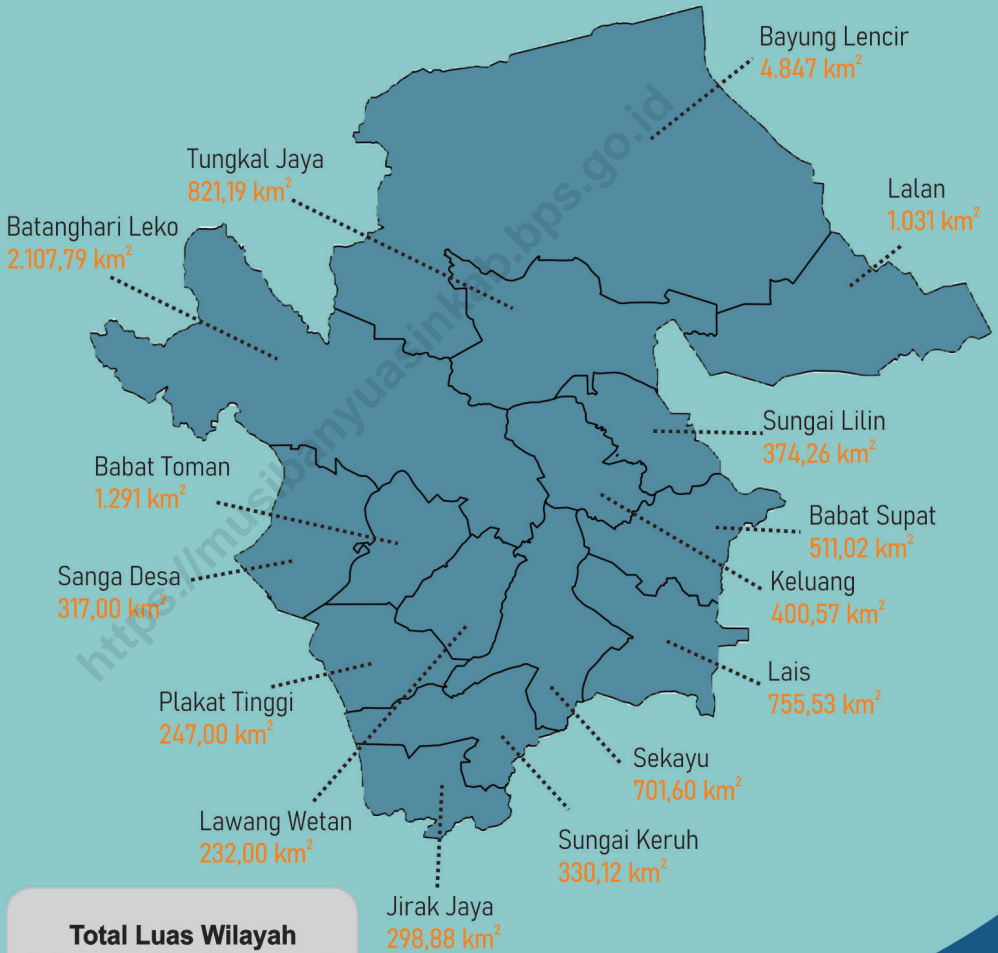 Bayung Lencir
4.847 km²
Tungkal Jaya
821,19 km²
Lalan
1.031 km²
Batanghari Leko
2.107,79 km²
Sungai Lilin
374,26 km²
Babat Toman
1.291 km²
Babat Supat
511,02 km²
Sanga Desa
317,00 km²
Keluang
400,57 km²
Lais
755,53 km²
Plakat Tinggi
247,00 km²
Sekayu
701,60 km²
Lawang Wetan
232,00 km²
Sungai Keruh
330,12 km²
Jirak Jaya
298,88 km²
Total Luas Wilayah
https://musibanyuasinkab.bps.go.id